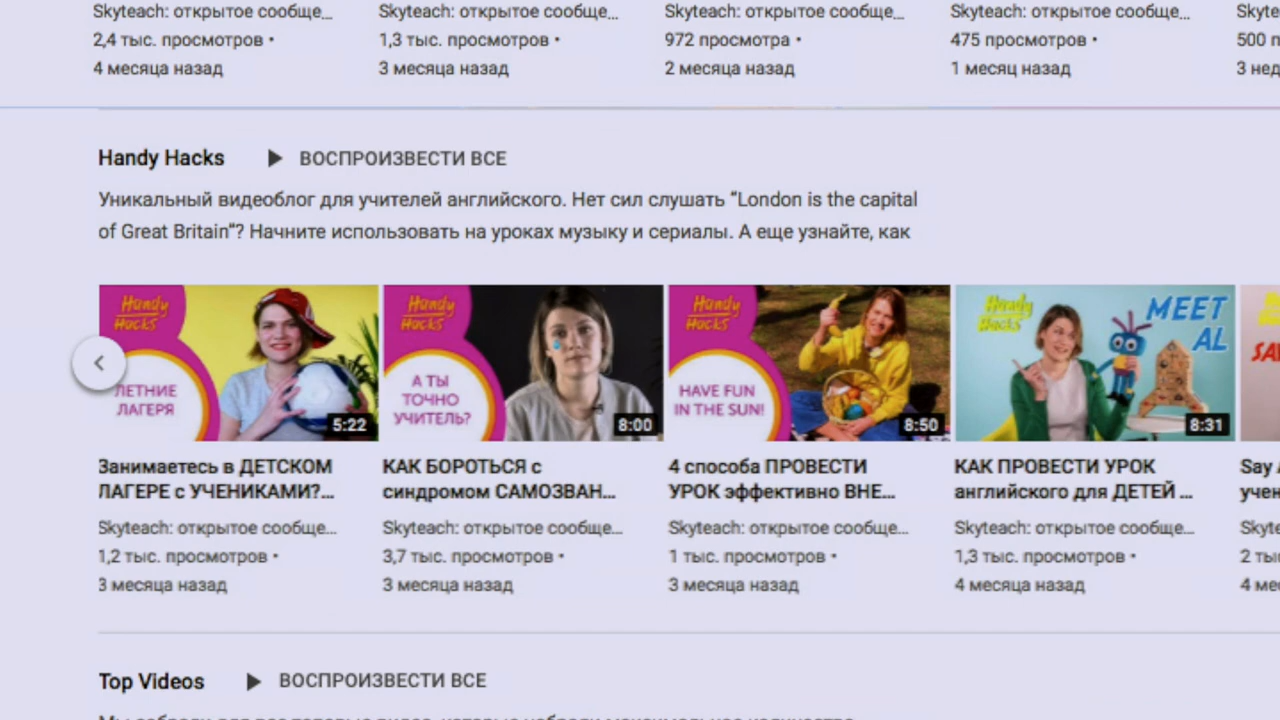 Skyteach: открытое сообще... Skyteach: открытое сообще... Skyteach: открытое сообще... Skyteach: открытое сообще... Skyte
2,4 тыс. просмотров • 1,3 тыс. просмотров • 972 просмотра • 475 просмотров • 500 п
4 месяца назад 3 месяца назад 2 месяца назад 1 месяц назад 3 нед
Handy Hacks ВОСПРОИЗВЕСТИ ВСЕ
Уникальный видеоблог для учителей английского. Нет сил слушать “London is the capital
of Great Britain”? Начните использовать на уроках музыку и сериалы. А еще узнайте, как
Handy
Hacks
ЛЕТНИЕ
ЛАГЕРЯ
5:22
Handy
Hacks
А ТЫ
ТОЧНО
УЧИТЕЛЬ?
8:00
Handy
Hacks
HAVE FUN
IN THE SUN!
8:50
Handy
Hacks
MEET
AL
8:31
Занимаетесь в ДЕТСКОМ
ЛАГЕРЕ с УЧЕНИКАМИ?...
Skyteach: открытое сообще...
1,2 тыс. просмотров •
3 месяца назад
КАК БОРОТЬСЯ с
синдромом САМОЗВАН...
Skyteach: открытое сообще...
3,7 тыс. просмотров •
3 месяца назад
4 способа ПРОВЕСТИ
УРОК эффективно ВНЕ...
Skyteach: открытое сообще...
1 тыс. просмотров •
3 месяца назад
КАК ПРОВЕСТИ УРОК
английского для ДЕТЕЙ ...
Skyteach: открытое сообще...
1,3 тыс. просмотров •
4 месяца назад
Say
учен
Skyte
2 тыс
4 мес
Top Videos ВОСПРОИЗВЕСТИ ВСЕ